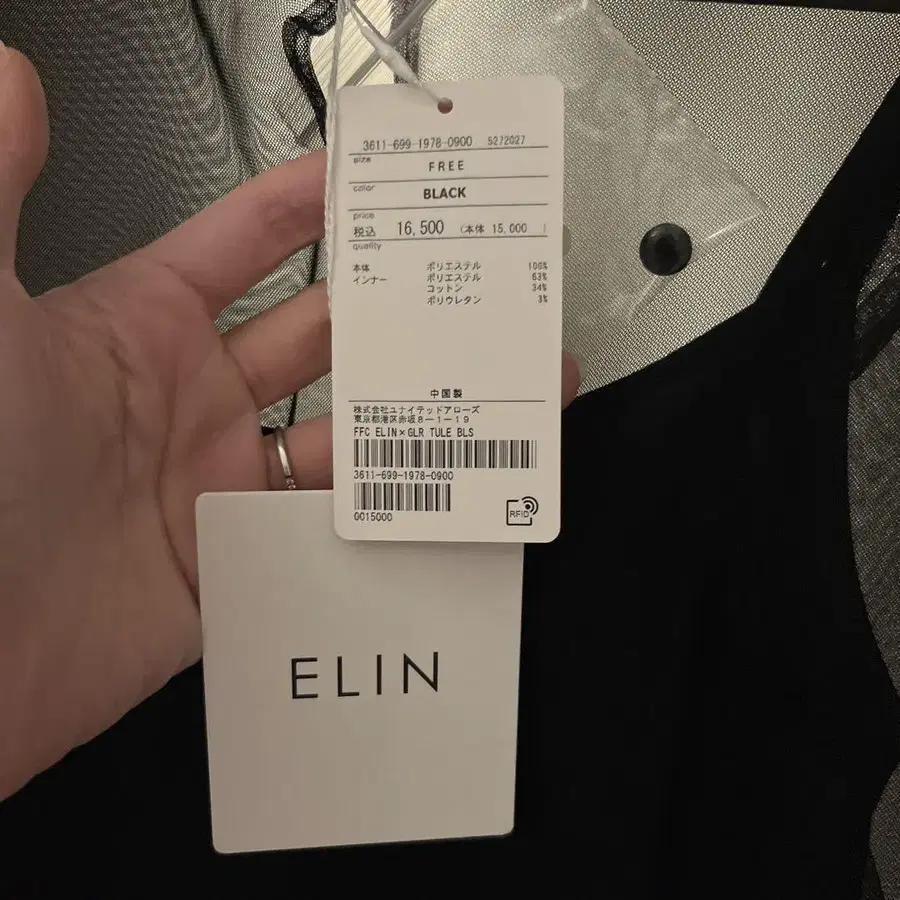 3611-699-1978-0900 5272027
size
FREE
color
BLACK
price
税込 16,500 (本体 15,000 )
quality
本体 ポリエステル 100%
インナー ポリエステル 63%
コットン 34%
ポリウレタン 3%
中国製
株式会社ユナイテッドアローズ
東京都港区赤坂8-1-19
FFC ELIN×GLR TULE BLS
3611-699-1978-0900
0015000
RFID
ELIN